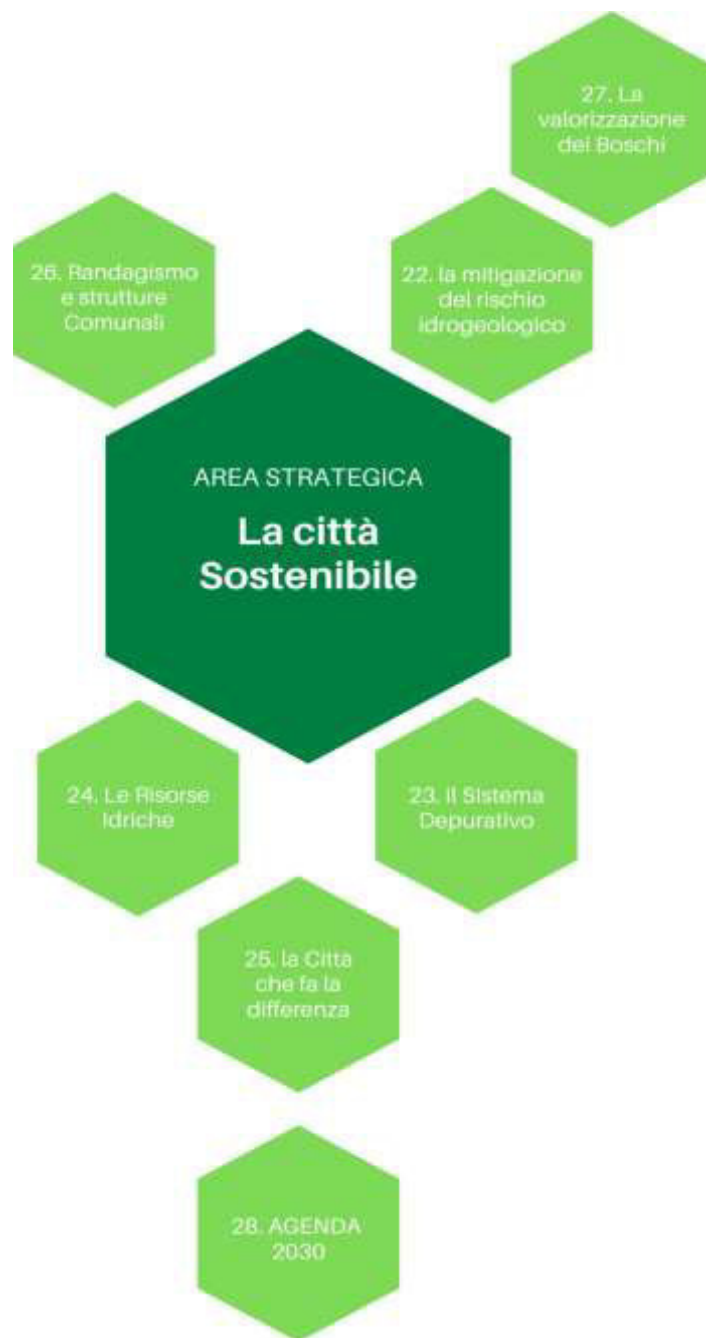 27. La
valorizzazione
dei Boschi
26. Randagismo
e strutture
Comunali
22. la mitigazione
del rischio
idrogeologico
AREA STRATEGICA
La città
Sostenibile
24. Le Risorse
Idriche
23. Il Sistema
Depurativo
25. la Città
che fa la
differenza
28. AGENDA
2030